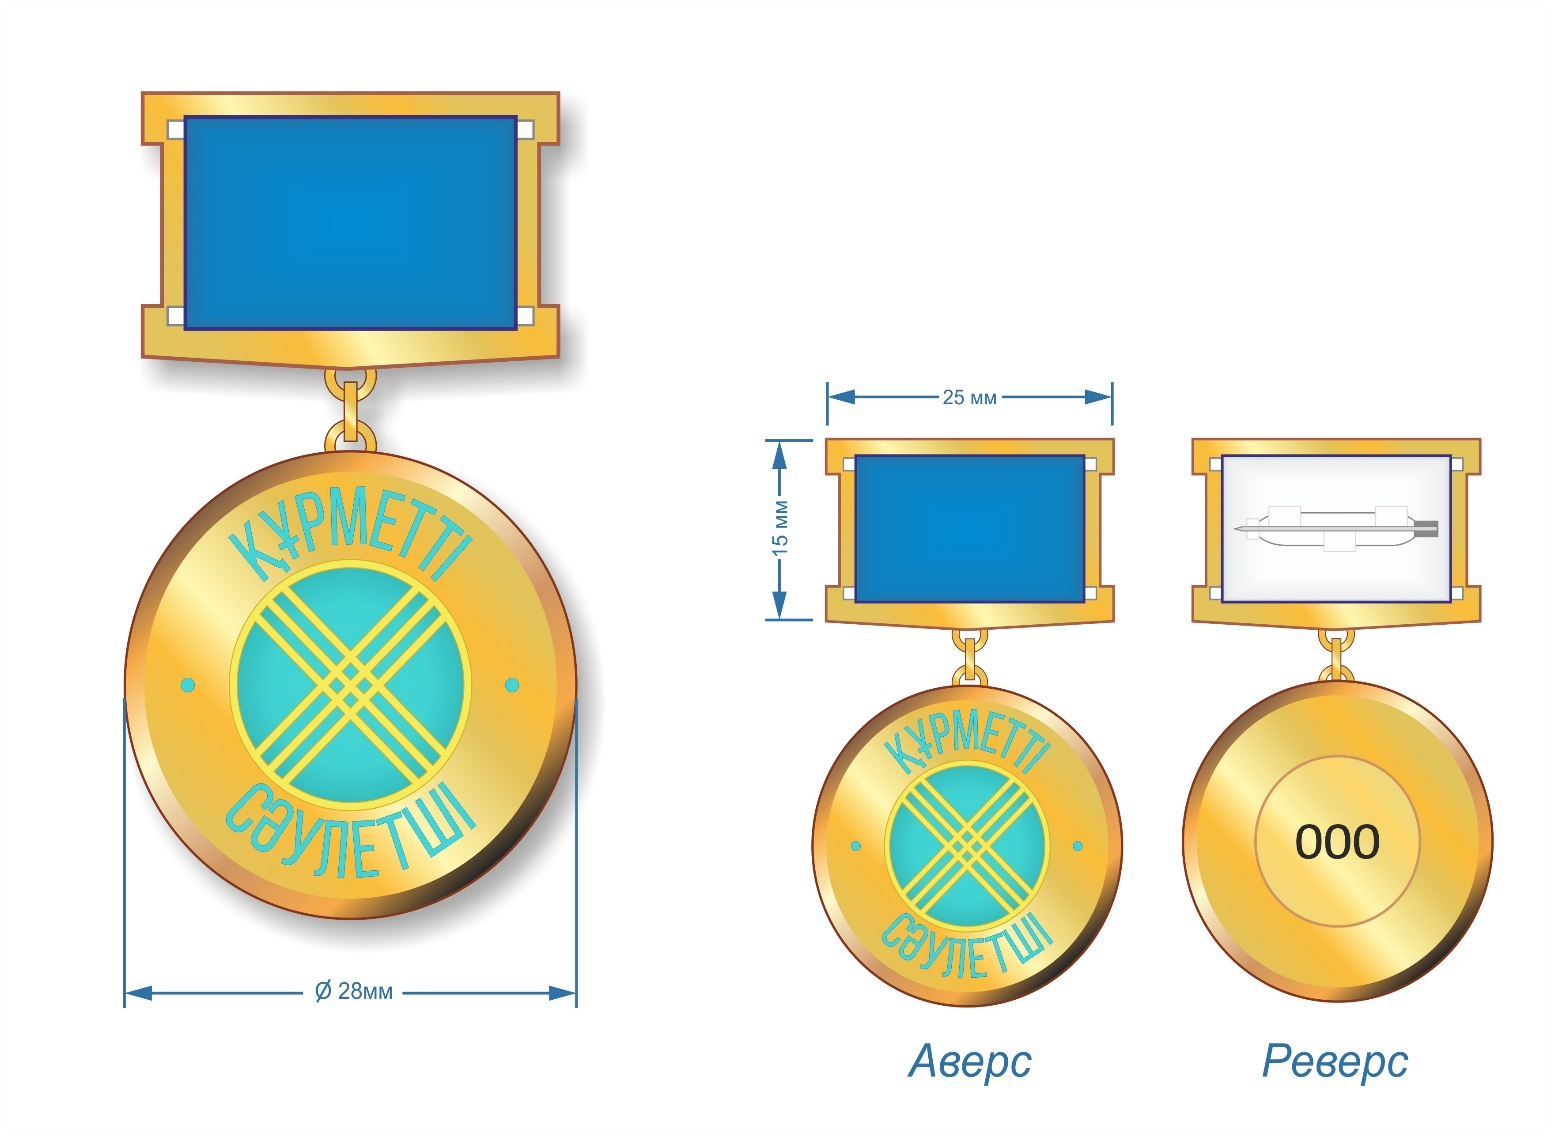 ҚҰРМЕТТІ
СӘУЛЕТШІ
Ø 28мм
25 мм
15 мм
ҚҰРМЕТТІ
СӘУЛЕТШІ
000
Аверс
Реверс